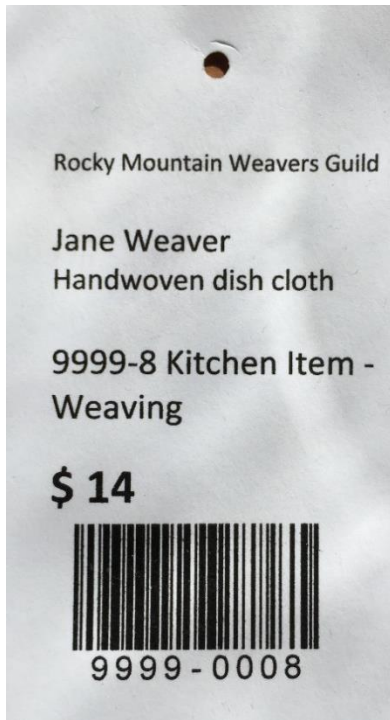 Rocky Mountain Weavers Guild
Jane Weaver
Handwoven dish cloth
9999-8 Kitchen Item -
Weaving
$ 14
9999-0008